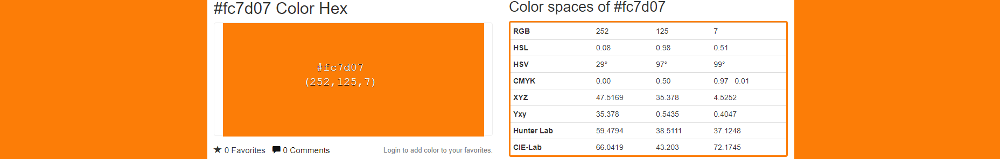 #fc7d07 Color Hex
#fc7d07
(252,125,7)
★ 0 Favorites 0 Comments Login to add color to your favorites.
Color spaces of #fc7d07
RGB 252 125 7
HSL 0.08 0.98 0.51
HSV 29° 97° 99°
CMYK 0.00 0.50 0.97 0.01
XYZ 47.5169 35.378 4.5252
Yxy 35.378 0.5435 0.4047
Hunter Lab 59.4794 38.5111 37.1248
CIE-Lab 66.0419 43.203 72.1745